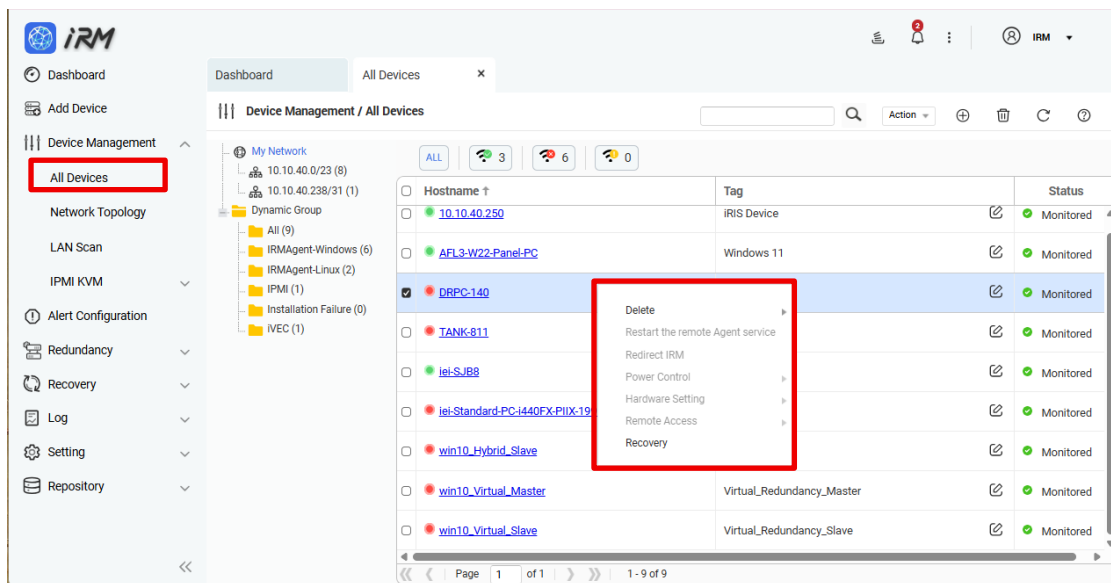 iRM
2
IRM
Dashboard
Add Device
Device Management
All Devices
Network Topology
LAN Scan
IPMI KVM
Alert Configuration
Redundancy
Recovery
Log
Setting
Repository
Dashboard
All Devices ×
Device Management / All Devices
Action
My Network
10.10.40.0/23 (8)
10.10.40.238/31 (1)
Dynamic Group
All (9)
IRMAgent-Windows (6)
IRMAgent-Linux (2)
IPMI (1)
Installation Failure (0)
iVEC (1)
ALL 3 6 0
Hostname ↑ Tag Status
10.10.40.250 iRIS Device Monitored
AFL3-W22-Panel-PC Windows 11 Monitored
DRPC-140 Monitored
TANK-811 Monitored
iei-SJB8 Monitored
iei-Standard-PC-i440FX-PIIX-19 Monitored
win10_Hybrid_Slave Monitored
win10_Virtual_Master Virtual_Redundancy_Master Monitored
win10_Virtual_Slave Virtual_Redundancy_Slave Monitored
Delete
Restart the remote Agent service
Redirect IRM
Power Control
Hardware Setting
Remote Access
Recovery
Page 1 of 1 1 - 9 of 9